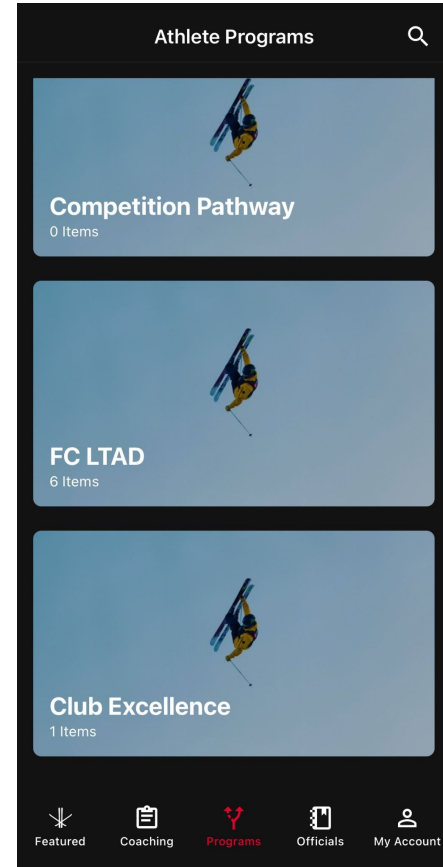 Athlete Programs
Competition Pathway
0 Items
FC LTAD
6 Items
Club Excellence
1 Items
Featured Coaching Programs Officials My Account